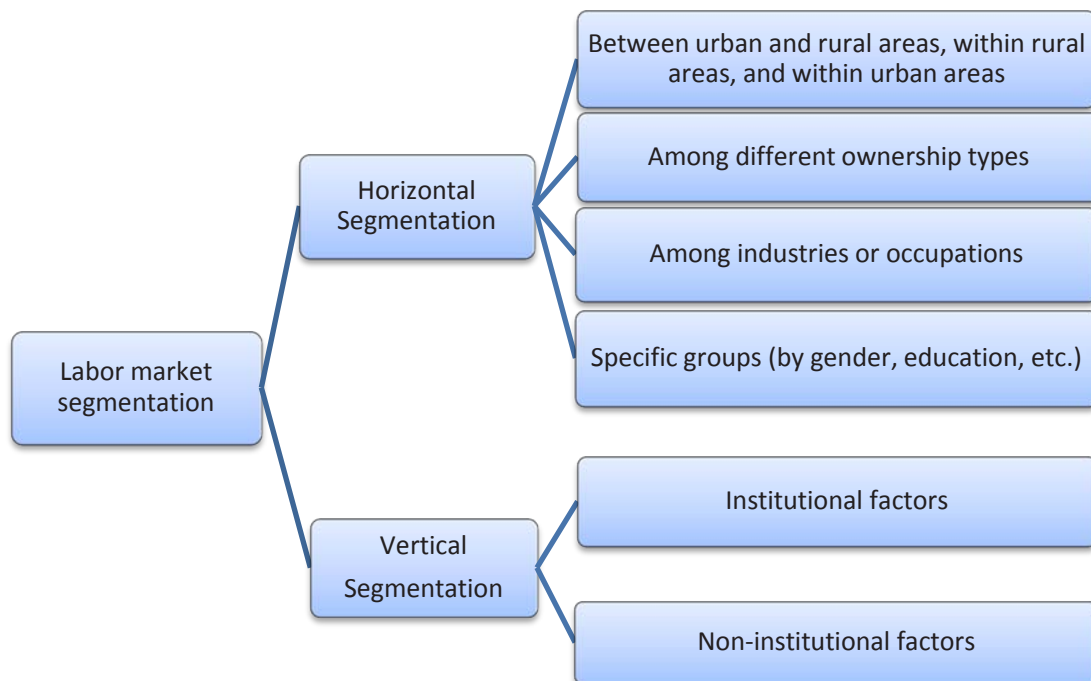 Between urban and rural areas, within rural
areas, and within urban areas
Among different ownership types
Horizontal
Segmentation
Among industries or occupations
Specific groups (by gender, education, etc.)
Labor market
segmentation
Institutional factors
Vertical
Segmentation
Non-institutional factors